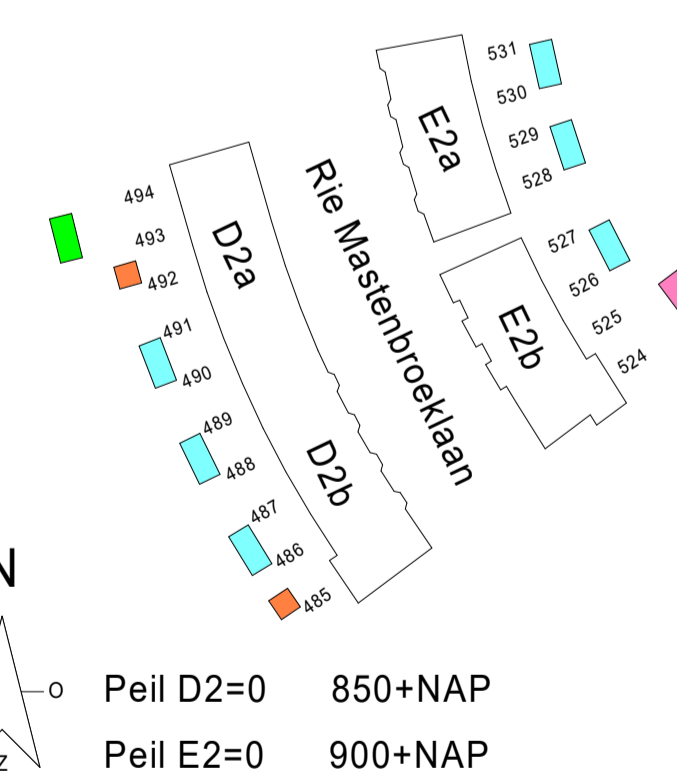 531
530
E2a
529
528
494
Rie Mastenbroeklaan
493
D2a
527
492
526
491
E2b
525
490
524
489
D2b
488
487
486
N
485
O
Peil D2=0 850+NAP
Peil E2=0 900+NAP
Z